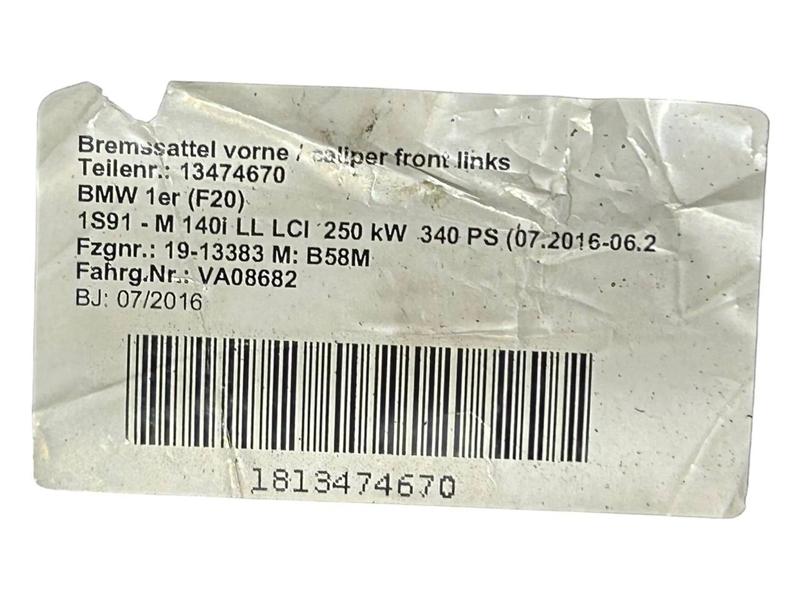 Bremssattel vorne / caliper front links
Teilenr.: 13474670
BMW 1er (F20)
1S91 - M 140i LL LCI 250 kW 340 PS (07.2016-06.2
Fzgnr.: 19-13383 M: B58M
Fahrg.Nr.: VA08682
BJ: 07/2016
1813474670